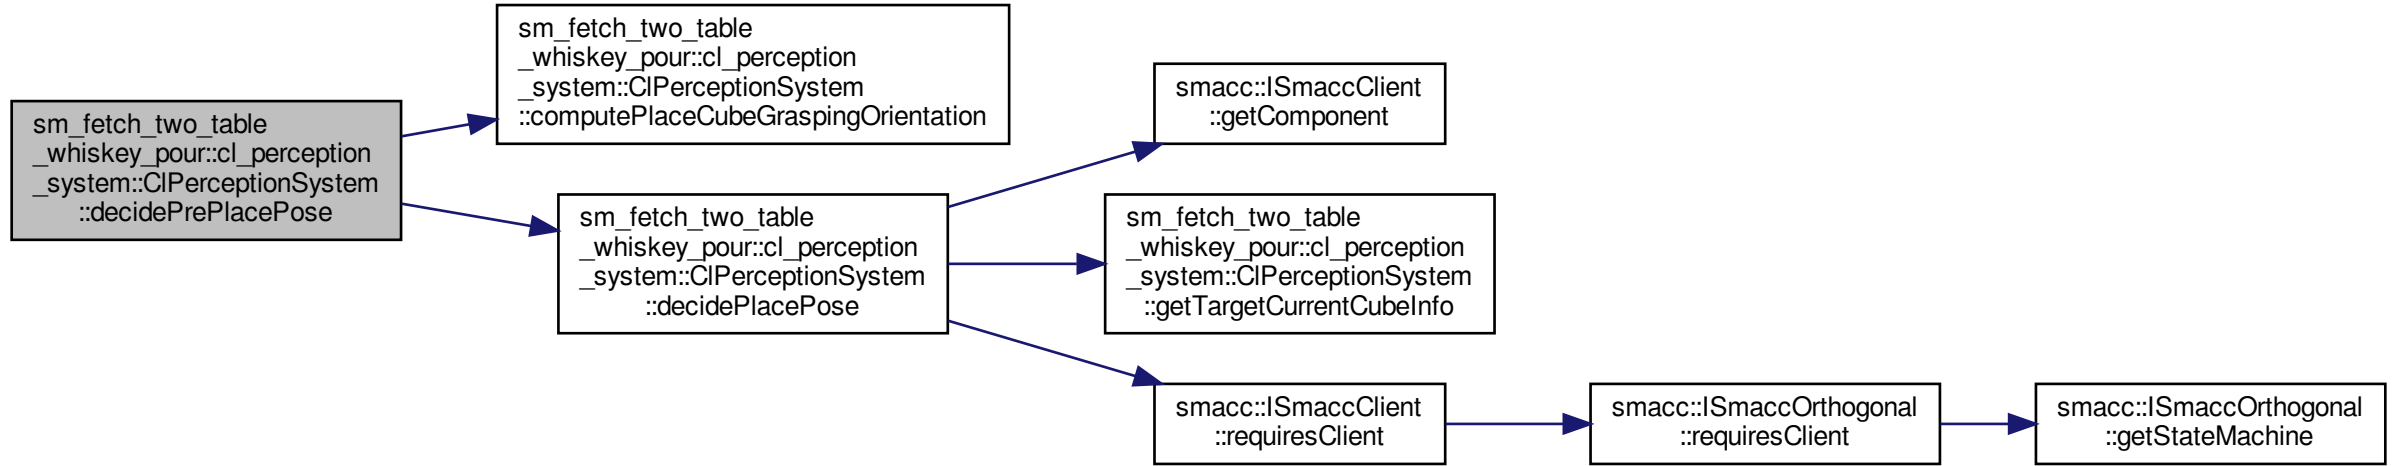 sm_fetch_two_table
_whiskey_pour::cl_perception
_system::ClPerceptionSystem
::decidePrePlacePose
sm_fetch_two_table
_whiskey_pour::cl_perception
_system::ClPerceptionSystem
::computePlaceCubeGraspingOrientation
sm_fetch_two_table
_whiskey_pour::cl_perception
_system::ClPerceptionSystem
::decidePlacePose
smacc::ISmaccClient
::getComponent
sm_fetch_two_table
_whiskey_pour::cl_perception
_system::ClPerceptionSystem
::getTargetCurrentCubeInfo
smacc::ISmaccClient
::requiresClient
smacc::ISmaccOrthogonal
::requiresClient
smacc::ISmaccOrthogonal
::getStateMachine